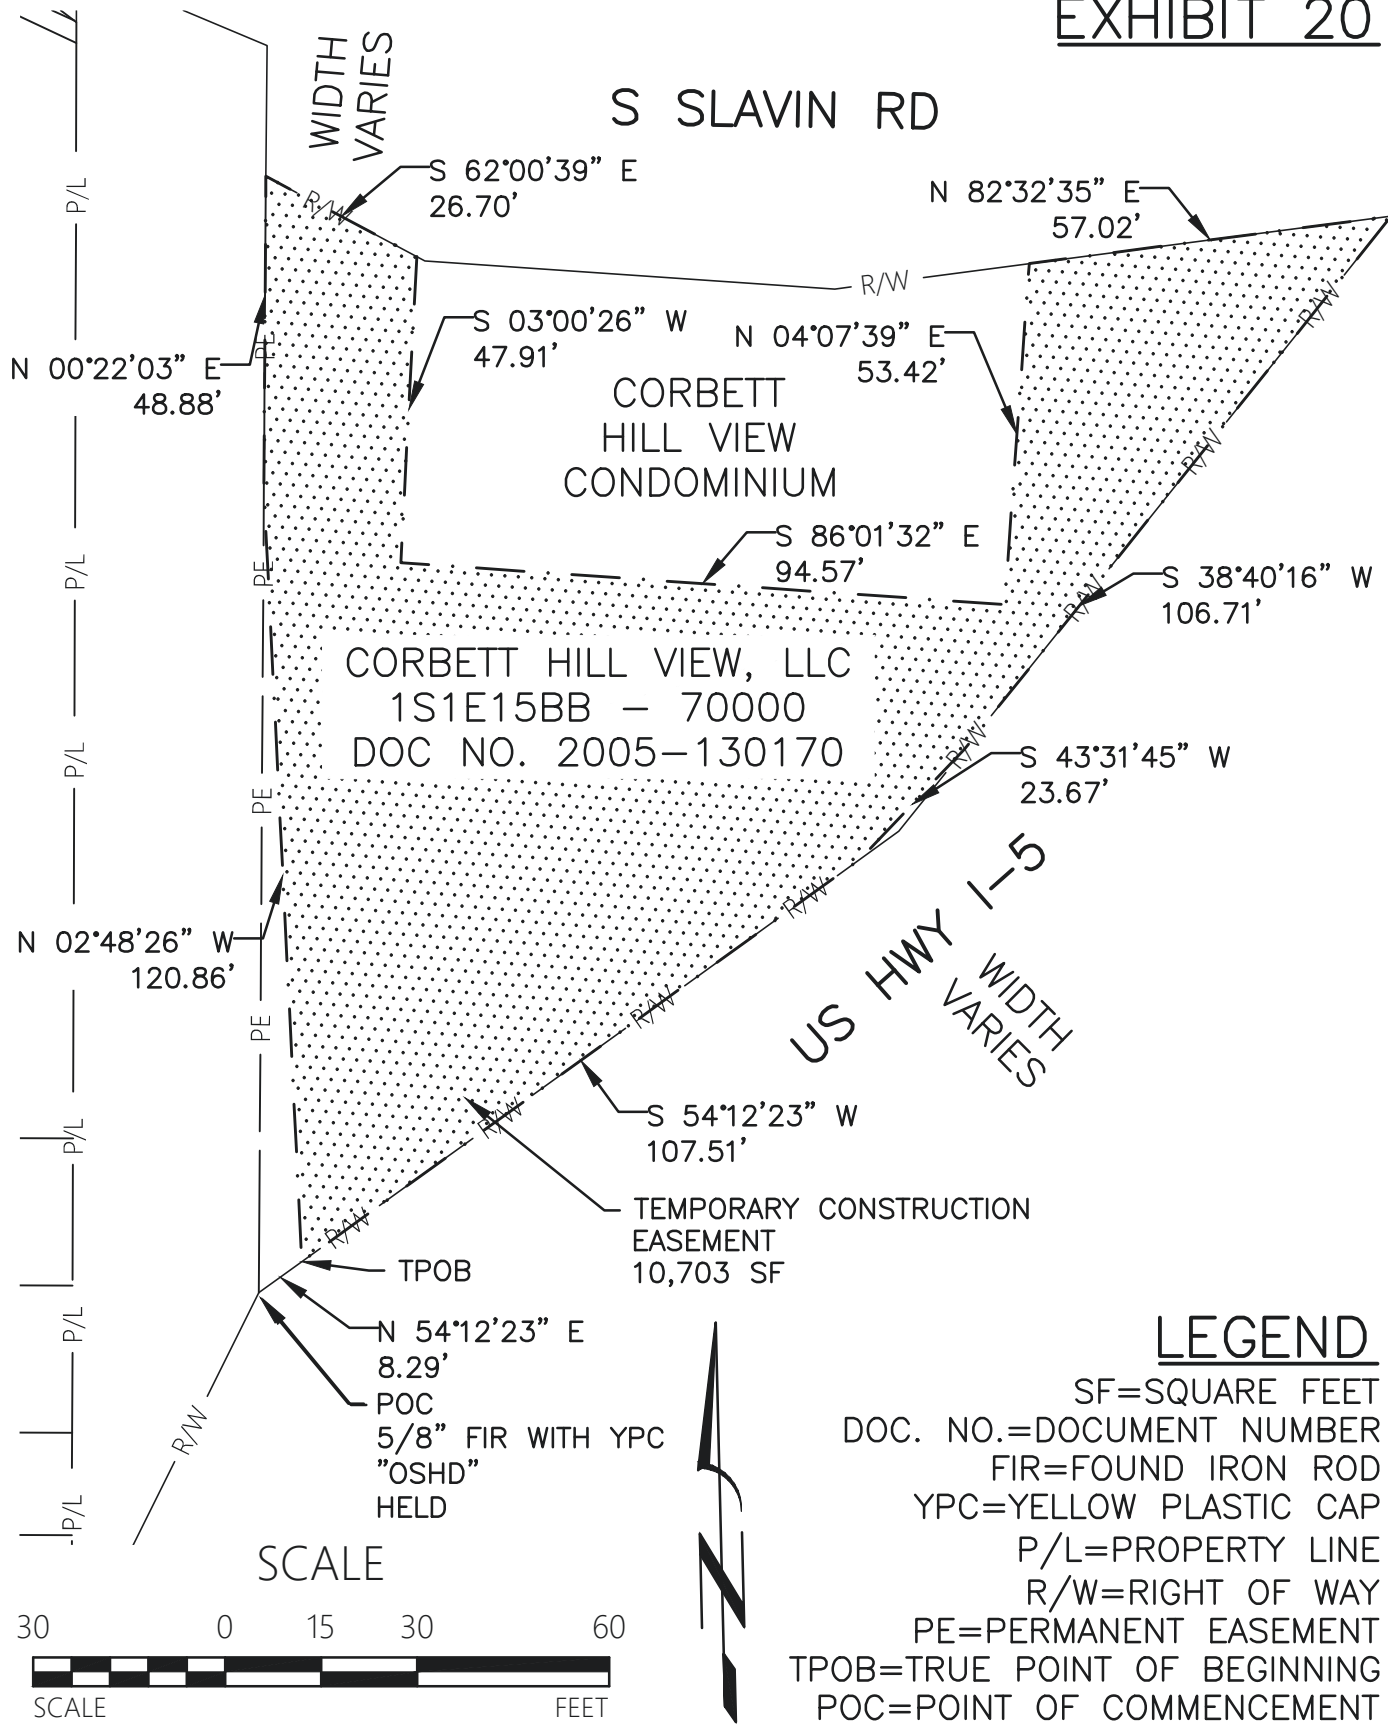 EXHIBIT 20
WIDTH
VARIES
S SLAVIN RD
P/L
S 62°00'39" E
26.70'
R/W
N 82°32'35" E
57.02'
R/W
R/W
S 03°00'26" W
47.91'
N 04°07'39" E
53.42'
PE
N 00°22'03" E
48.88'
CORBETT
HILL VIEW
CONDOMINIUM
R/W
S 86°01'32" E
94.57'
P/L
PE
S 38°40'16" W
106.71'
R/W
CORBETT HILL VIEW, LLC
1S1E15BB - 70000
DOC NO. 2005-130170
P/L
R/W
S 43°31'45" W
23.67'
PE
US HWY I-5
WIDTH
VARIES
R/W
N 02°48'26" W
120.86'
R/W
PE
S 54°12'23" W
107.51'
R/W
P/L
TEMPORARY CONSTRUCTION
EASEMENT
10,703 SF
R/W
TPOB
N 54°12'23" E
8.29'
P/L
POC
5/8" FIR WITH YPC
"OSHD"
HELD
R/W
P/L
LEGEND
SF=SQUARE FEET
DOC. NO.=DOCUMENT NUMBER
FIR=FOUND IRON ROD
YPC=YELLOW PLASTIC CAP
P/L=PROPERTY LINE
R/W=RIGHT OF WAY
PE=PERMANENT EASEMENT
TPOB=TRUE POINT OF BEGINNING
POC=POINT OF COMMENCEMENT
N
SCALE
30 0 15 30 60
SCALE FEET